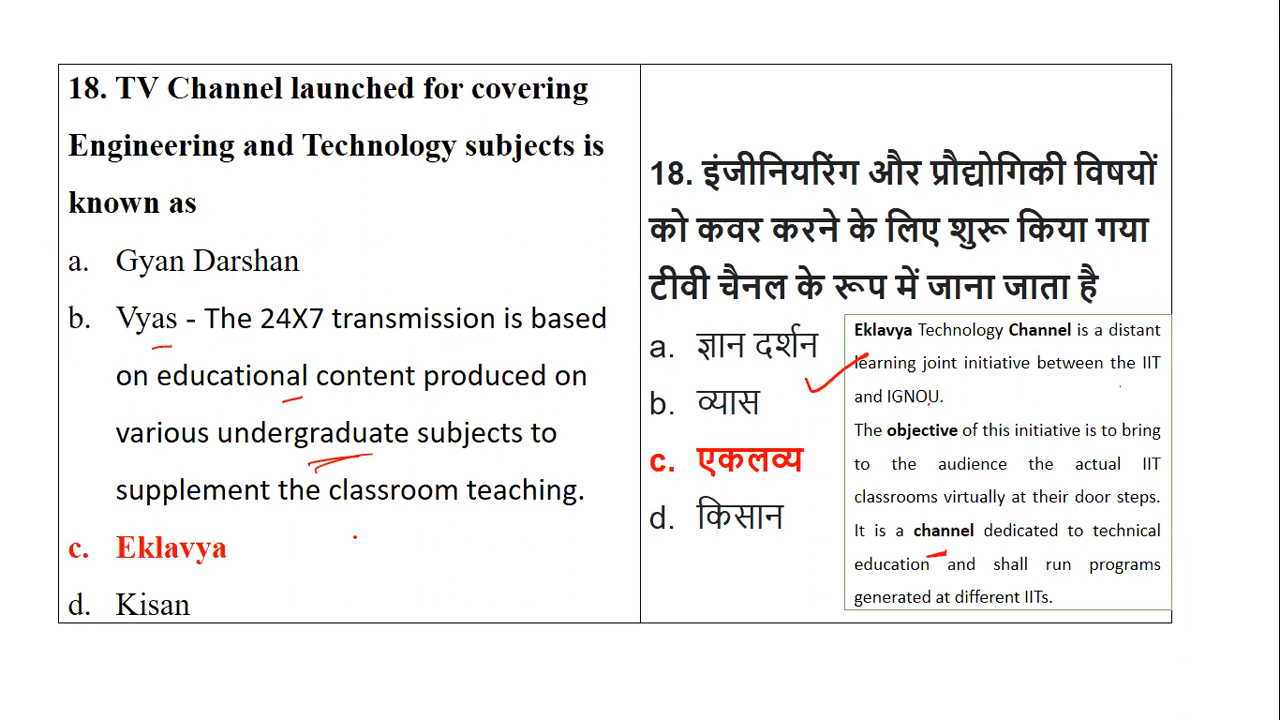 18. TV Channel launched for covering
Engineering and Technology subjects is
known as
a. Gyan Darshan
b. Vyas - The 24X7 transmission is based
on educational content produced on
various undergraduate subjects to
supplement the classroom teaching.
c. Eklavya
d. Kisan
18. इंजीनियरिंग और प्रौद्योगिकी विषयों
को कवर करने के लिए शुरू किया गया
टीवी चैनल के रूप में जाना जाता है
a. ज्ञान दर्शन
b. व्यास
c. एकलव्य
d. किसान
Eklavya Technology Channel is a distant
learning joint initiative between the IIT
and IGNOU.
The objective of this initiative is to bring
to the audience the actual IIT
classrooms virtually at their door steps.
It is a channel dedicated to technical
education and shall run programs
generated at different IITs.